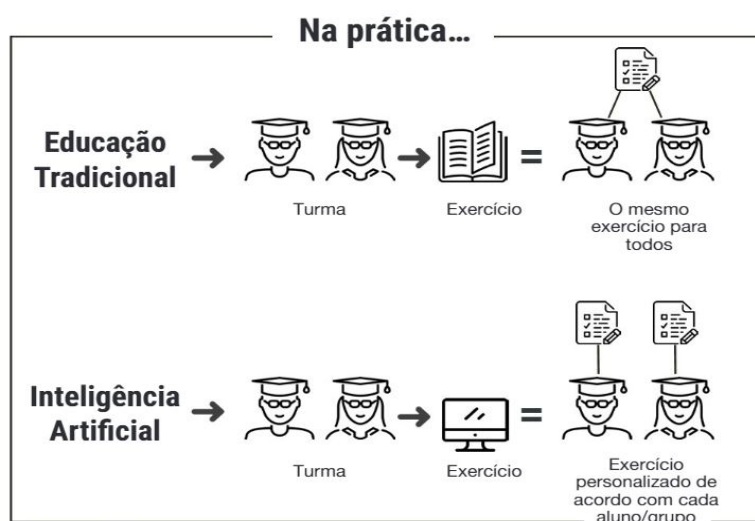 Na prática...
Educação
Tradicional
Turma
Exercício
=
O mesmo
exercício para
todos
Inteligência
Artificial
Turma
Exercício
=
Exercício
personalizado de
acordo com cada
aluno/grupo